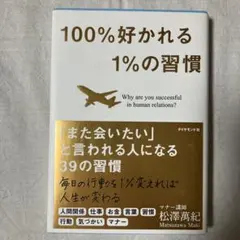 100%好かれる
1%の習慣
Why are you successful
in human relations?
ダイヤモンド社
「また会いたい」
と言われる人になる
39の習慣
毎日の行動を1%変えれば
人生が変わる
人間関係 仕事 お金 言葉 習慣
行動 気づかい マナー
マナー講師
松澤萬紀
Matsuzawa Maki